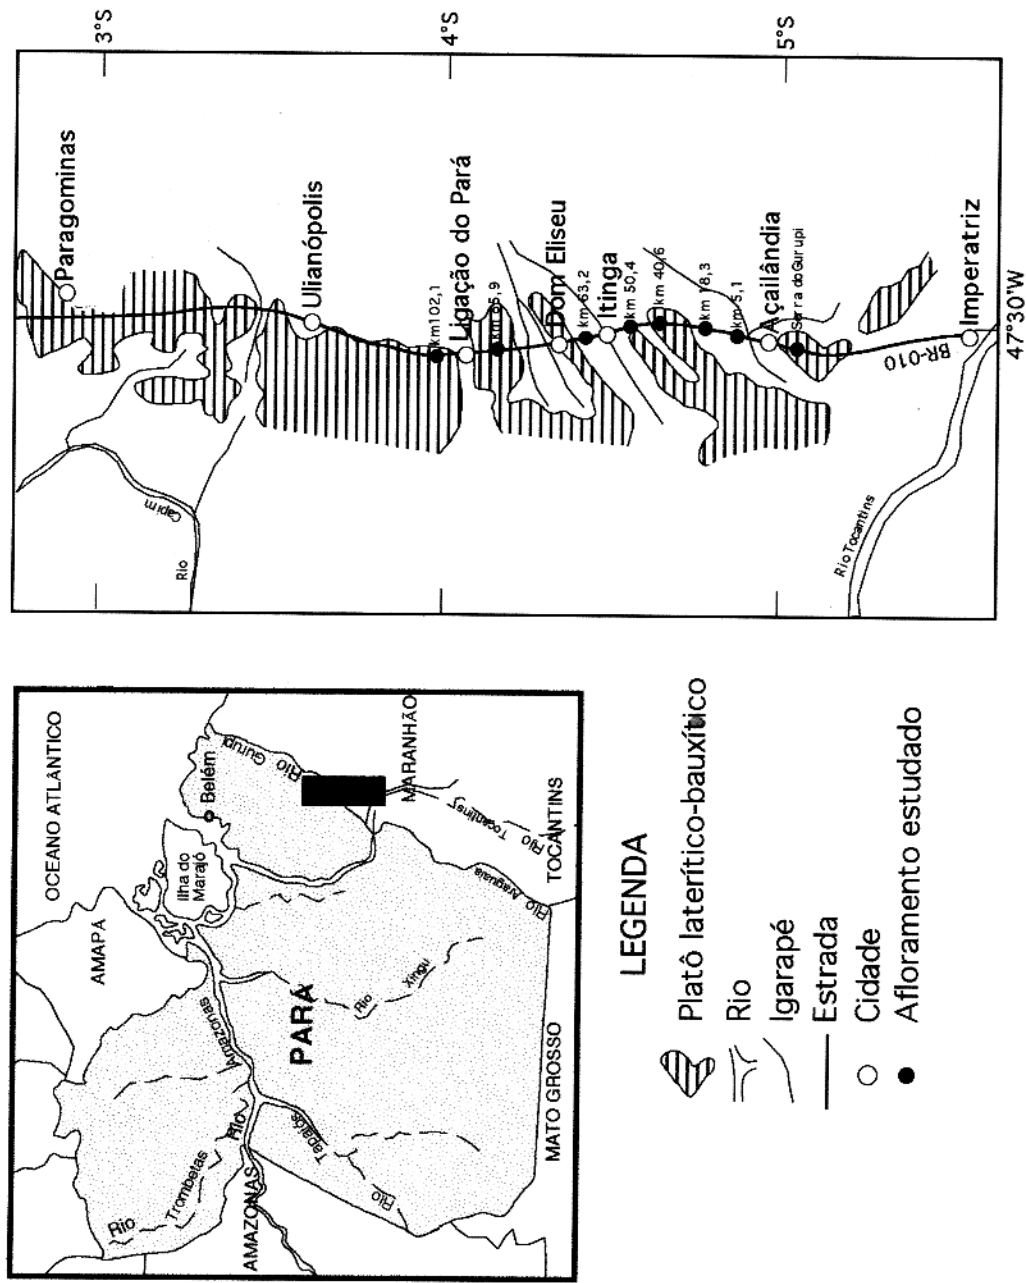 3°S
4°S
5°S
47°30'W
Paragominas
Ulianópolis
km102,1
Ligação do Pará
Dom Eliseu
km 63,2
Itinga
km 50,4
km 40,6
km 18,3
km 5,1
Açailândia
Serra do Gurupi
BR-010
Imperatriz
Rio
Capim
Rio Tocantins
OCEANO ATLÂNTICO
AMAPÁ
Ilha do
Marajó
Belém
Rio Gurupi
MARANHÃO
Rio Tocantins
TOCANTINS
Rio Araguaia
Rio Xingu
PARÁ
Rio Amazonas
Rio Trombetas
AMAZONAS
Rio Tapajós
MATO GROSSO
LEGENDA
Platô laterítico-bauxítico
Rio
Igarapé
Estrada
Cidade
Afloramento estudado